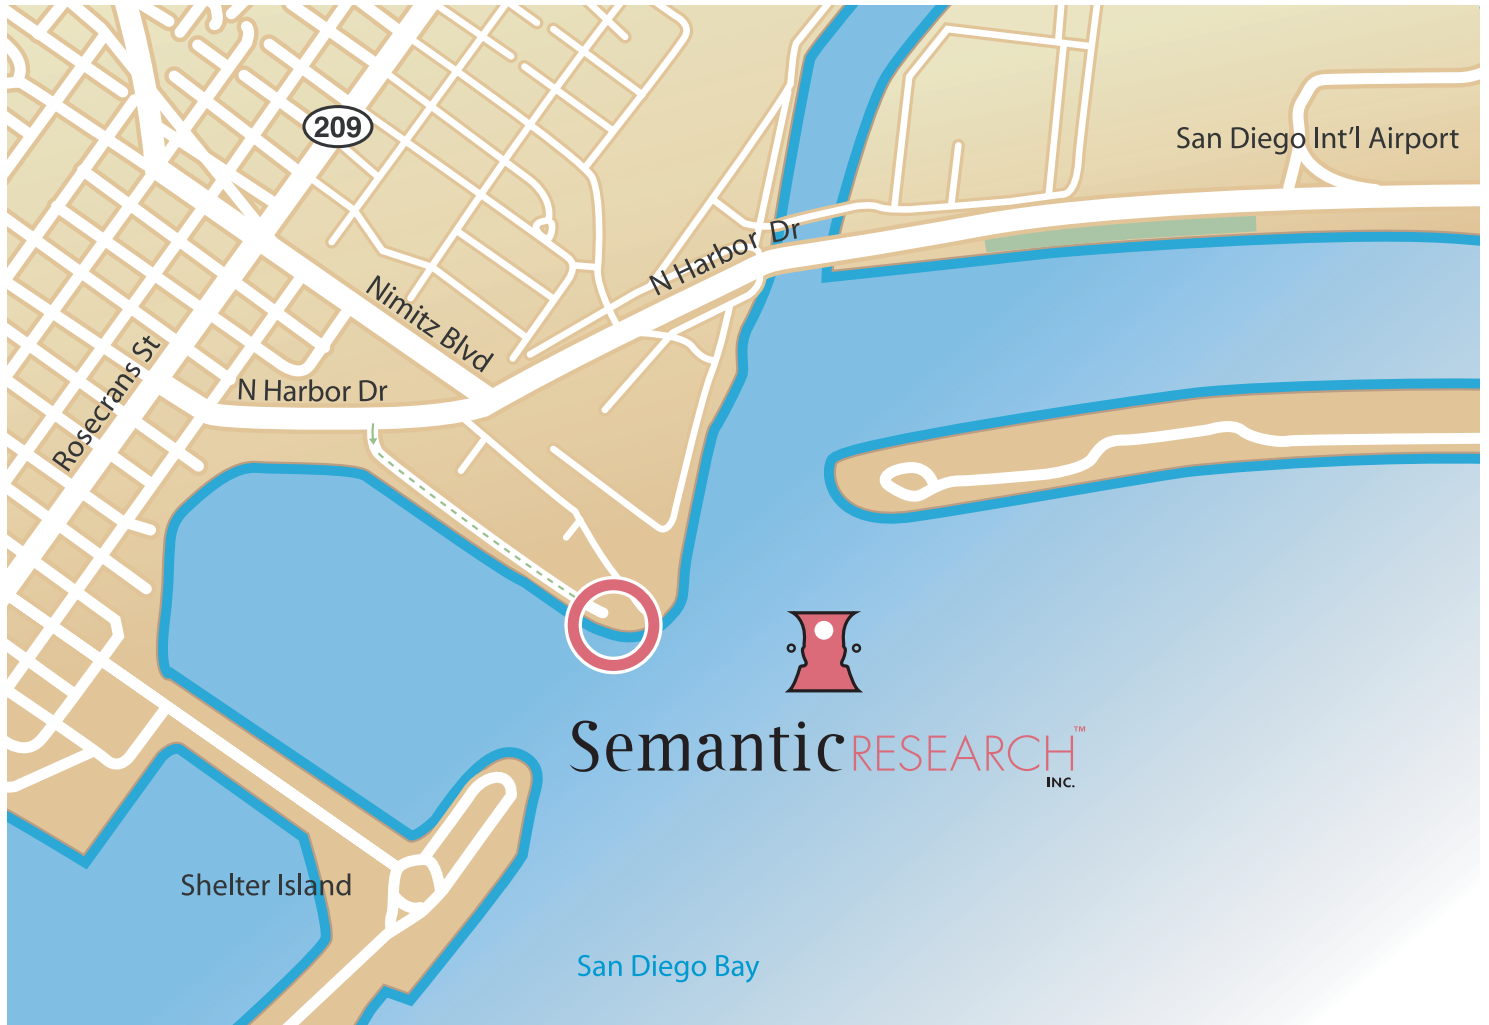 209
San Diego Int'l Airport
N Harbor Dr
Nimitz Blvd
Rosecrans St
N Harbor Dr
Semantic RESEARCH™
INC.
Shelter Island
San Diego Bay